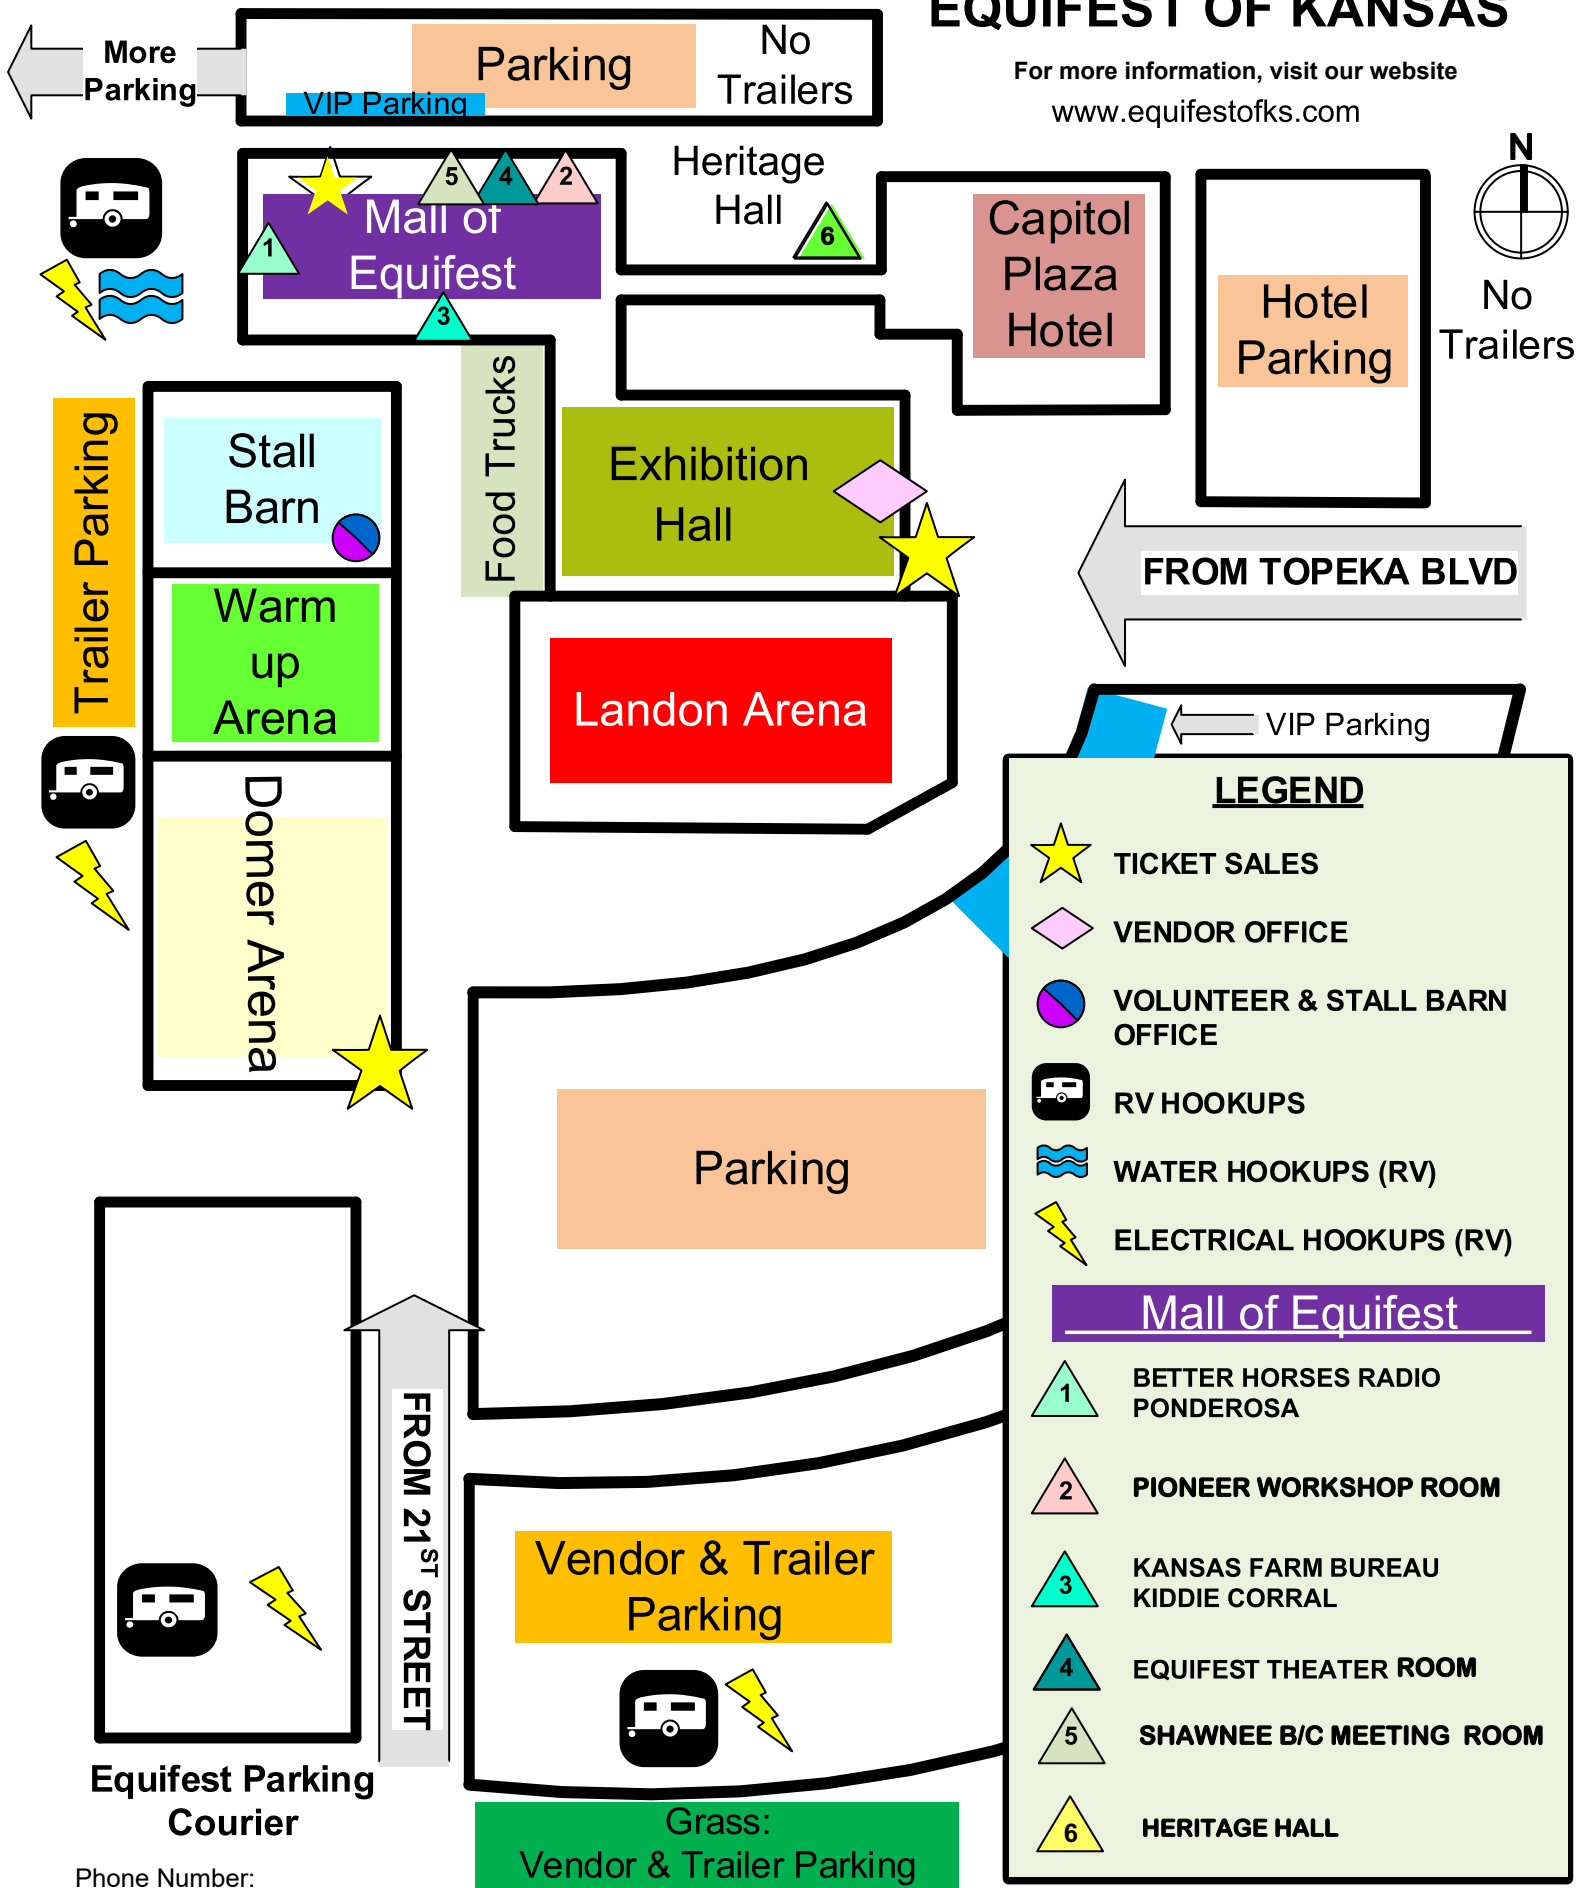 EQUIFEST OF KANSAS
For more information, visit our website
www.equifestofks.com
More
Parking
Parking
VIP Parking
No
Trailers
Heritage
Hall
6
5
4
2
1
3
Mall of
Equifest
Capitol
Plaza
Hotel
Hotel
Parking
N
No
Trailers
Trailer Parking
Stall
Barn
Food Trucks
Exhibition
Hall
FROM TOPEKA BLVD
Warm
up
Arena
Landon Arena
VIP Parking
Domer Arena
Parking
FROM 21ST STREET
Vendor & Trailer
Parking
Equifest Parking
Courier
Phone Number:
Grass:
Vendor & Trailer Parking
LEGEND
TICKET SALES
VENDOR OFFICE
VOLUNTEER & STALL BARN
OFFICE
RV HOOKUPS
WATER HOOKUPS (RV)
ELECTRICAL HOOKUPS (RV)
Mall of Equifest
1 BETTER HORSES RADIO
PONDEROSA
2 PIONEER WORKSHOP ROOM
3 KANSAS FARM BUREAU
KIDDIE CORRAL
4 EQUIFEST THEATER ROOM
5 SHAWNEE B/C MEETING ROOM
6 HERITAGE HALL